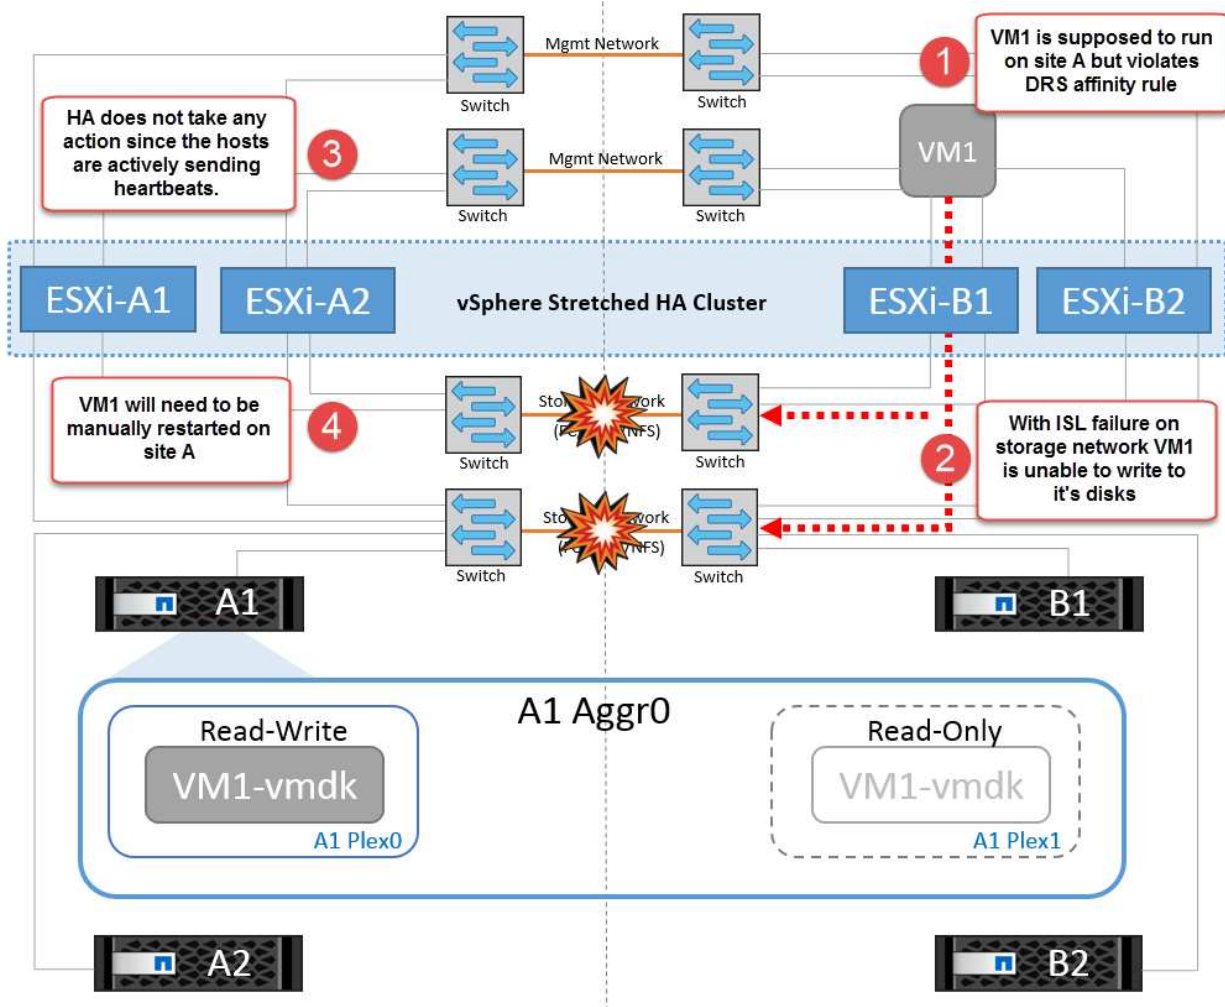 Mgmt Network
Switch
Switch
1
VM1 is supposed to run
on site A but violates
DRS affinity rule
HA does not take any
action since the hosts
are actively sending
heartbeats.
3
Mgmt Network
Switch
Switch
VM1
ESXi-A1
ESXi-A2
vSphere Stretched HA Cluster
ESXi-B1
ESXi-B2
VM1 will need to be
manually restarted on
site A
4
Switch
Switch
2
With ISL failure on
storage network VM1
is unable to write to
it's disks
Switch
Switch
A1
B1
A1 Aggr0
Read-Write
VM1-vmdk
A1 Plex0
Read-Only
VM1-vmdk
A1 Plex1
A2
B2